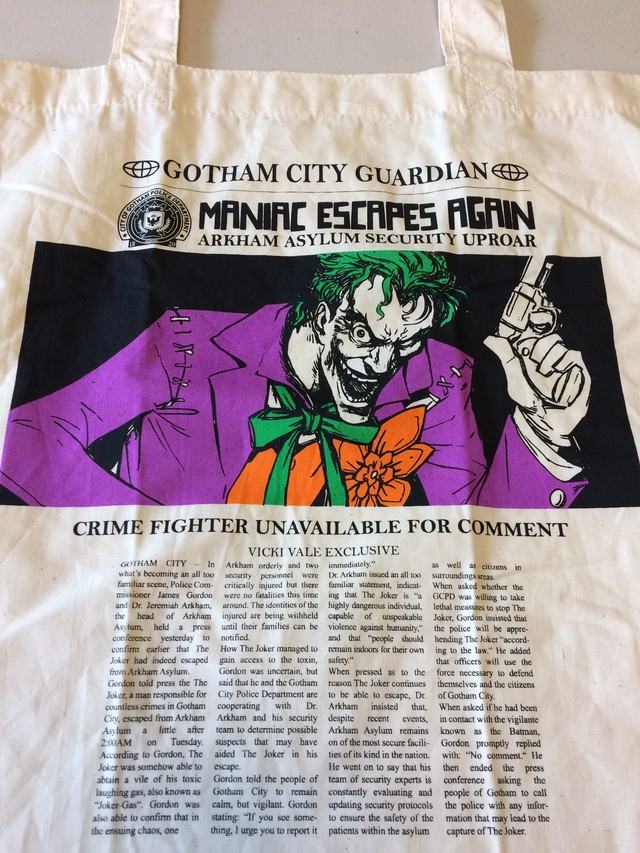 GOTHAM CITY GUARDIAN
CITY OF GOTHAM POLICE DEPARTMENT
MANIAC ESCAPES AGAIN
ARKHAM ASYLUM SECURITY UPROAR
CRIME FIGHTER UNAVAILABLE FOR COMMENT
VICKI VALE EXCLUSIVE
GOTHAM CITY – In
what's becoming an all too
familiar scene, Police Com-
missioner James Gordon
and Dr. Jeremiah Arkham,
the head of Arkham
Asylum, held a press
conference yesterday to
confirm earlier that The
Joker had indeed escaped
from Arkham Asylum.
Gordon told press the The
Joker, a man responsible for
countless crimes in Gotham
City, escaped from Arkham
Asylum a little after
2:00AM on Tuesday.
According to Gordon, The
Joker was somehow able to
abtain a vile of his toxic
laughing gas, also known as
"Joker-Gas". Gordon was
also able to confirm that in
the ensuing chaos, one
Arkham orderly and two
security personnel were
critically injured but there
were no fatalities this time
around. The identities of the
injured are being withheld
until their families can be
notified.
How The Joker managed to
gain access to the toxin,
Gordon was uncertain, but
said that he and the Gotham
City Police Department are
cooperating with Dr.
Arkham and his security
team to determine possible
suspects that may have
aided The Joker in his
escape.
Gordon told the people of
Gotham City to remain
calm, but vigilant. Gordon
stating: "If you see some-
thing, I urge you to report it
immediately."
Dr. Arkham issued an all too
familiar statement, indicat-
ing that The Joker is "a
highly dangerous individual,
capable of unspeakable
violence against humanity,"
and that "people should
remain indoors for their own
safety."
When pressed as to the
reason The Joker continues
to be able to escape, Dr.
Arkham insisted that,
despite recent events,
Arkham Asylum remains
on of the most secure facili-
ties of its kind in the nation.
He went on to say that his
team of security experts is
constantly evaluating and
updating security protocols
to ensure the safety of the
patients within the asylum
as well as citizens in
surroundings areas.
When asked whether the
GCPD was willing to take
lethal measures to stop The
Joker, Gordon insisted that
the police will be appre-
hending The Joker "accord-
ing to the law." He added
that officers will use the
force necessary to defend
themselves and the citizens
of Gotham City.
When asked if he had been
in contact with the vigilante
known as the Batman,
Gordon promptly replied
with: "No comment." He
then ended the press
conference asking the
people of Gotham to call
the police with any infor-
mation that may lead to the
capture of The Joker.